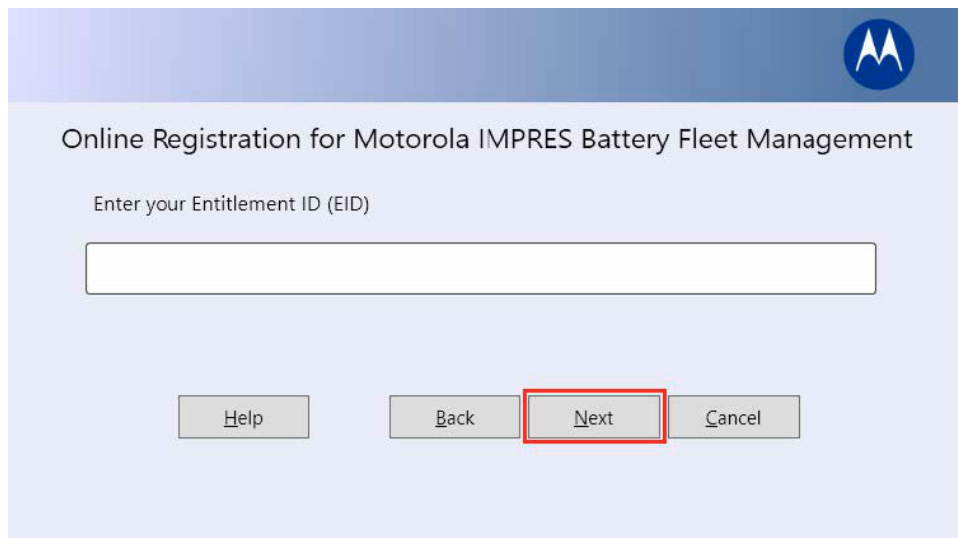 Online Registration for Motorola IMPRES Battery Fleet Management
Enter your Entitlement ID (EID)
Help Back Next Cancel